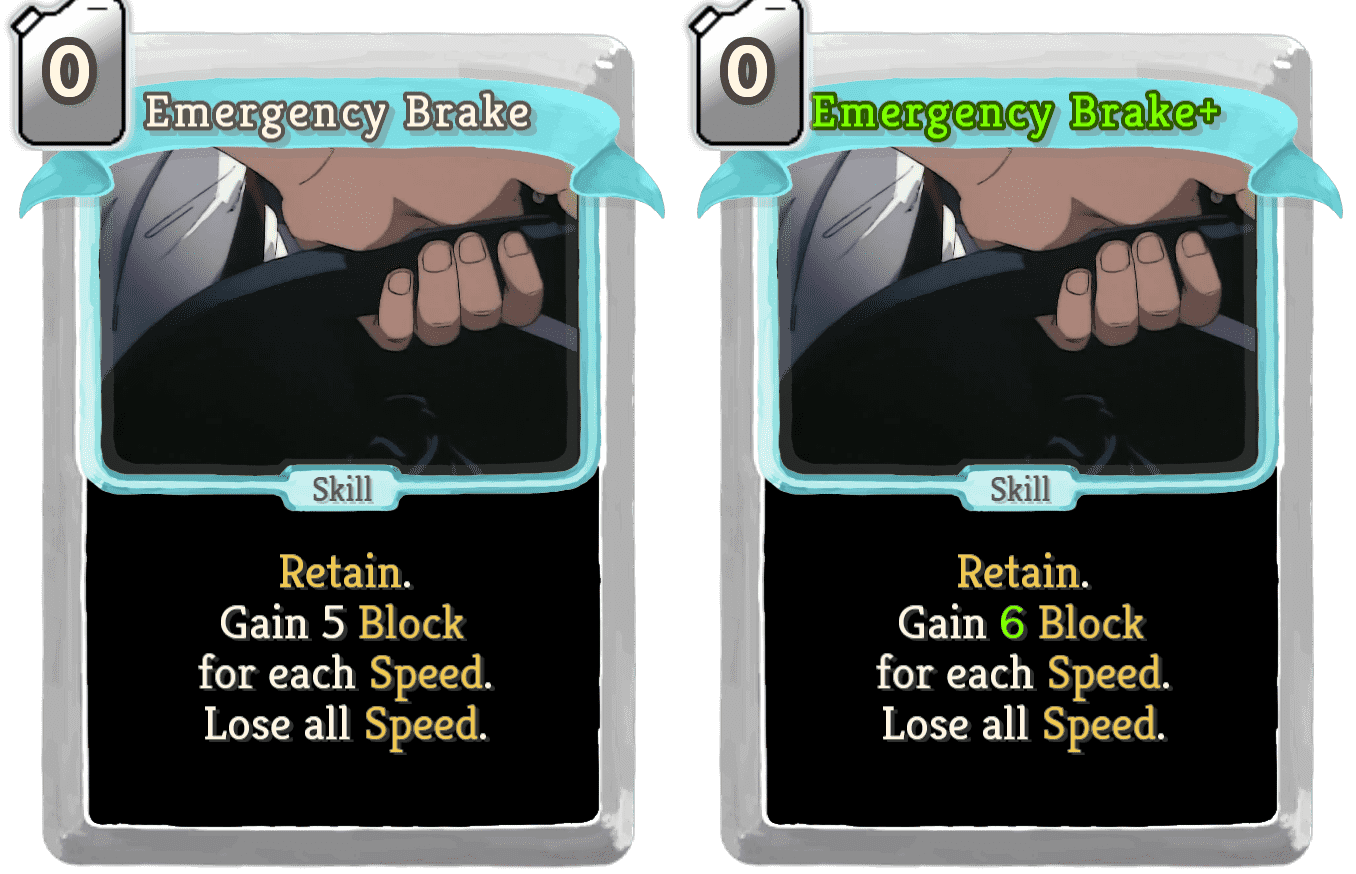 0
Emergency Brake
Skill
Retain.
Gain 5 Block
for each Speed.
Lose all Speed.
0
Emergency Brake+
Skill
Retain.
Gain 6 Block
for each Speed.
Lose all Speed.